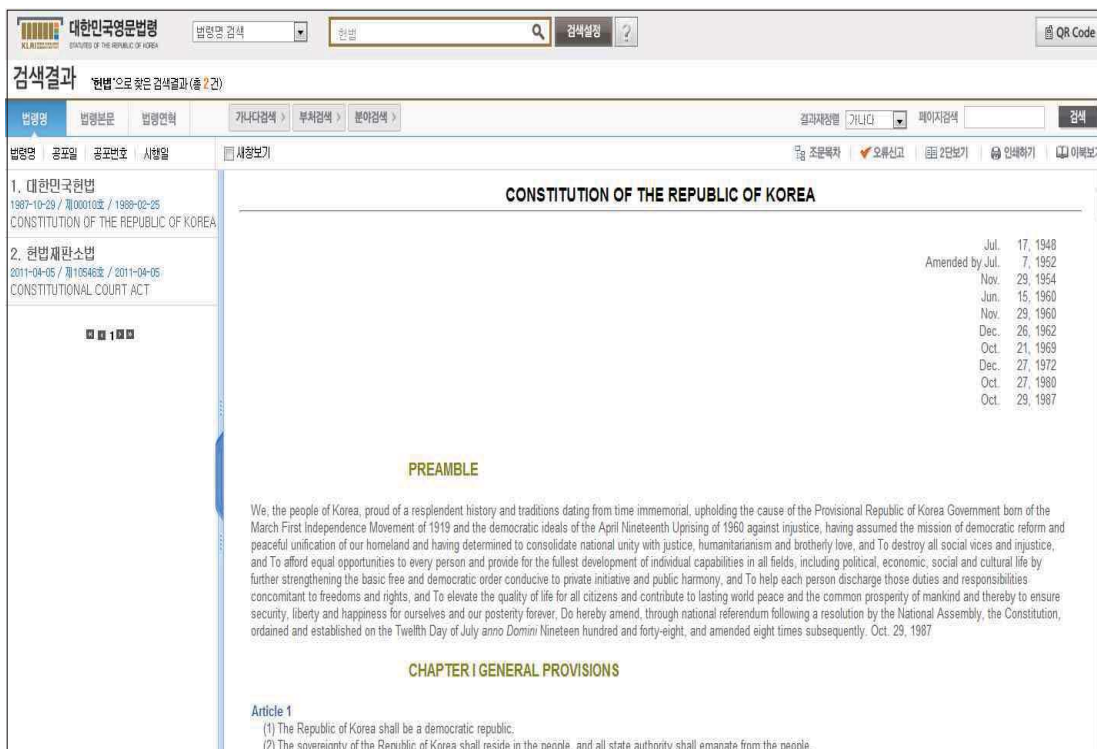 대한민국영문법령
STATUTES OF THE REPUBLIC OF KOREA
KLRI
법령명 검색
헌법
검색설정
?
QR Code
검색결과 '헌법'으로 찾은 검색결과 (총 2 건)
법령명 법령본문 법령연혁
가나다검색 부처검색 분야검색
결과재정렬 가나다 페이지검색 검색
법령명 공포일 공포번호 시행일
새창보기
조문목차 오류신고 2단보기 인쇄하기 이북보기
1. 대한민국헌법
1987-10-29 / 제00010호 / 1988-02-25
CONSTITUTION OF THE REPUBLIC OF KOREA
2. 헌법재판소법
2011-04-05 / 제10546호 / 2011-04-05
CONSTITUTIONAL COURT ACT
1
CONSTITUTION OF THE REPUBLIC OF KOREA
Jul. 17, 1948
Amended by Jul. 7, 1952
Nov. 29, 1954
Jun. 15, 1960
Nov. 29, 1960
Dec. 26, 1962
Oct. 21, 1969
Dec. 27, 1972
Oct. 27, 1980
Oct. 29, 1987
PREAMBLE
We, the people of Korea, proud of a resplendent history and traditions dating from time immemorial, upholding the cause of the Provisional Republic of Korea Government born of the
March First Independence Movement of 1919 and the democratic ideals of the April Nineteenth Uprising of 1960 against injustice, having assumed the mission of democratic reform and
peaceful unification of our homeland and having determined to consolidate national unity with justice, humanitarianism and brotherly love, and To destroy all social vices and injustice,
and To afford equal opportunities to every person and provide for the fullest development of individual capabilities in all fields, including political, economic, social and cultural life by
further strengthening the basic free and democratic order conducive to private initiative and public harmony, and To help each person discharge those duties and responsibilities
concomitant to freedoms and rights, and To elevate the quality of life for all citizens and contribute to lasting world peace and the common prosperity of mankind and thereby to ensure
security, liberty and happiness for ourselves and our posterity forever, Do hereby amend, through national referendum following a resolution by the National Assembly, the Constitution,
ordained and established on the Twelfth Day of July anno Domini Nineteen hundred and forty-eight, and amended eight times subsequently. Oct. 29, 1987
CHAPTER I GENERAL PROVISIONS
Article 1
(1) The Republic of Korea shall be a democratic republic.
(2) The sovereignty of the Republic of Korea shall reside in the people, and all state authority shall emanate from the people.